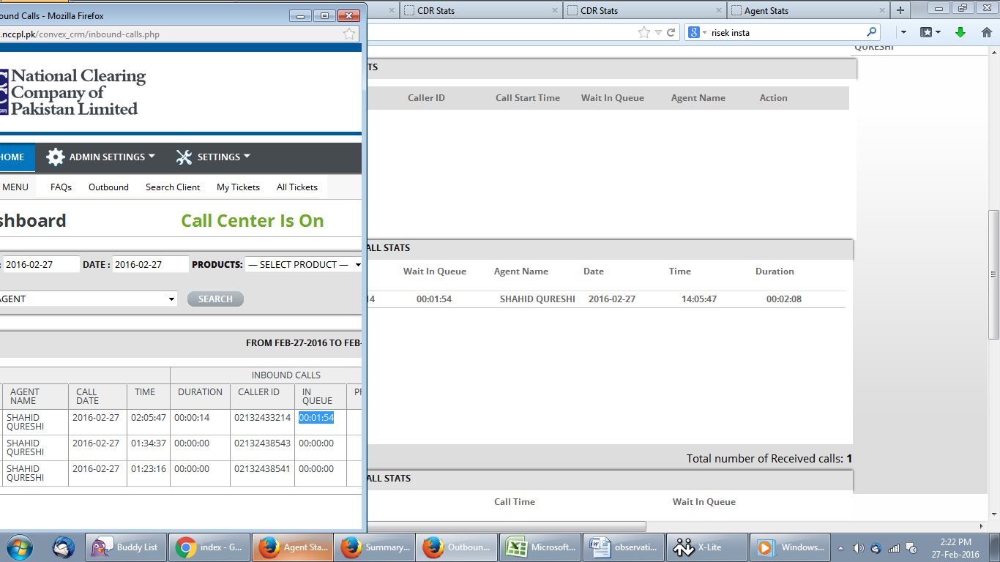 ound Calls - Mozilla Firefox
.nccpl.pk/convex_crm/inbound-calls.php
National Clearing
Company of
Pakistan Limited
HOME
ADMIN SETTINGS
SETTINGS
MENU
FAQs
Outbound
Search Client
My Tickets
All Tickets
shboard
Call Center Is On
: 2016-02-27
DATE : 2016-02-27
PRODUCTS: — SELECT PRODUCT —
AGENT
SEARCH
FROM FEB-27-2016 TO FEB-
INBOUND CALLS
AGENT NAME CALL DATE TIME DURATION CALLER ID IN QUEUE PR
SHAHID QURESHI 2016-02-27 02:05:47 00:00:14 02132433214 00:01:54
SHAHID QURESHI 2016-02-27 01:34:37 00:00:00 02132438543 00:00:00
SHAHID QURESHI 2016-02-27 01:23:16 00:00:00 02132438541 00:00:00
CDR Stats
CDR Stats
Agent Stats
risek insta
QURESHI
TS
Caller ID Call Start Time Wait In Queue Agent Name Action
ALL STATS
Wait In Queue Agent Name Date Time Duration
14 00:01:54 SHAHID QURESHI 2016-02-27 14:05:47 00:02:08
Total number of Received calls: 1
ALL STATS
Call Time Wait In Queue
Buddy List
index - G...
Agent Sta...
Summary...
Outboun...
Microsoft...
observati...
X-Lite
Windows...
2:22 PM
27-Feb-2016